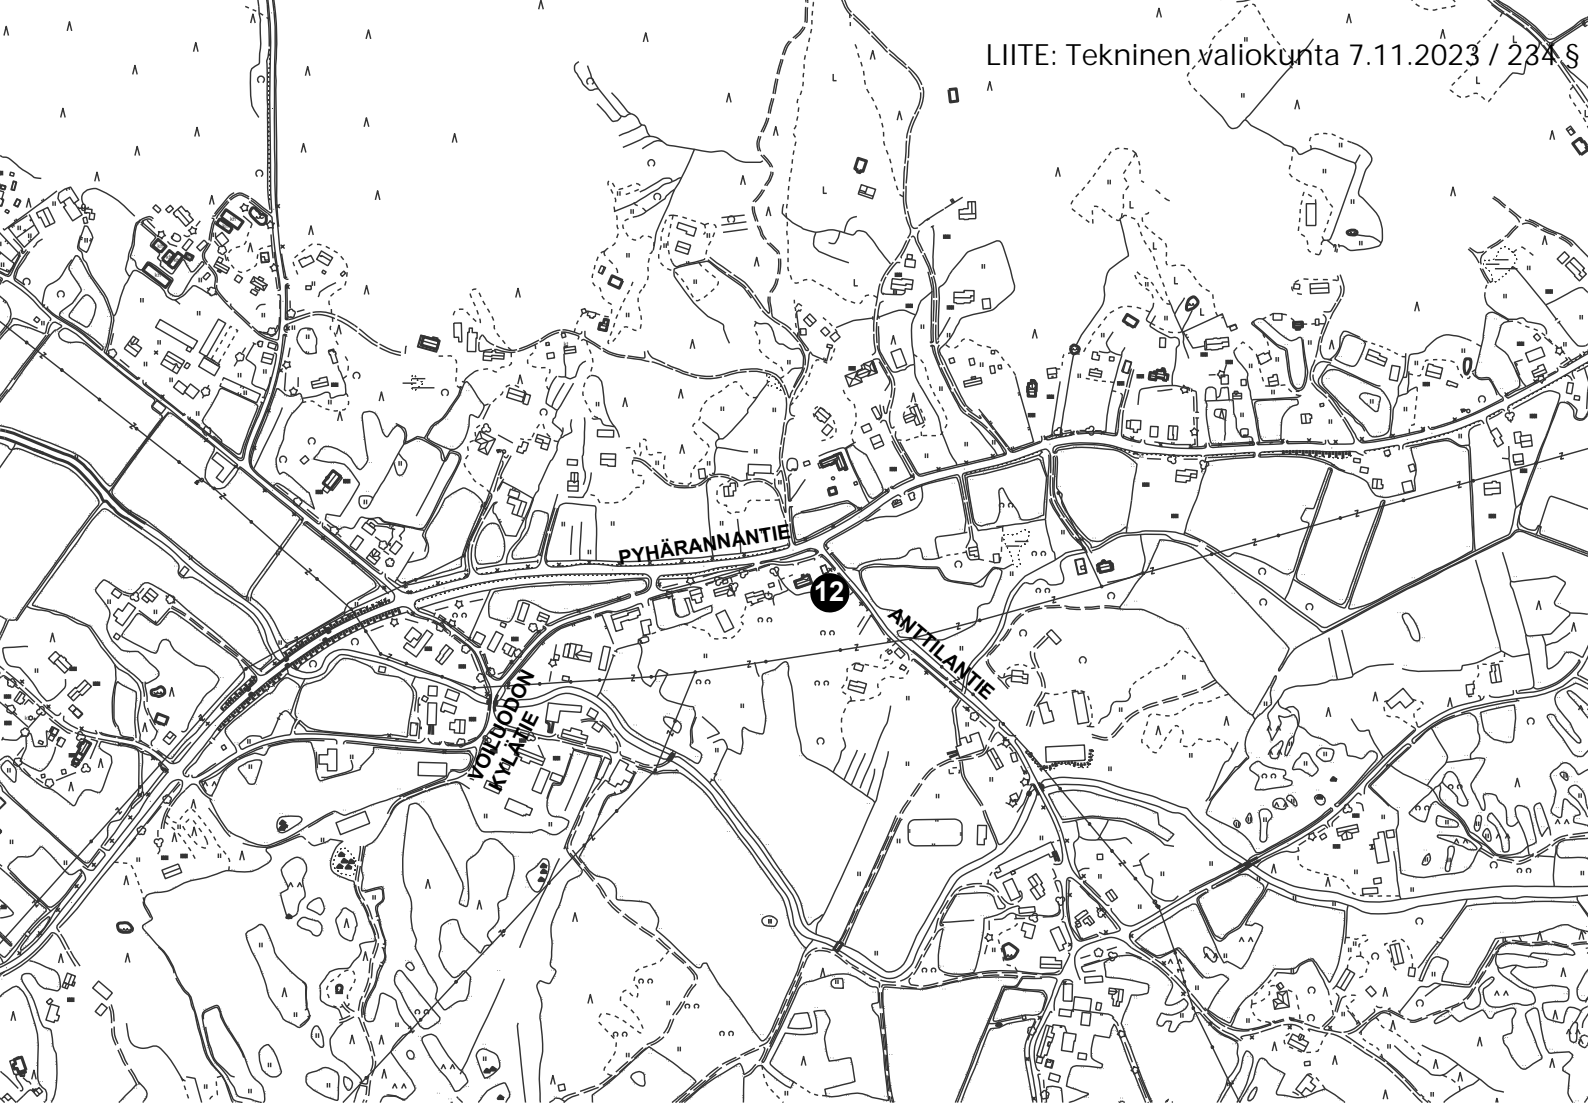 LIITE: Tekninen valiokunta 7.11.2023 / 234 §
PYHÄRANNANTIE
12
ANTTILANTIE
VOILUODON
KYLÄTIE